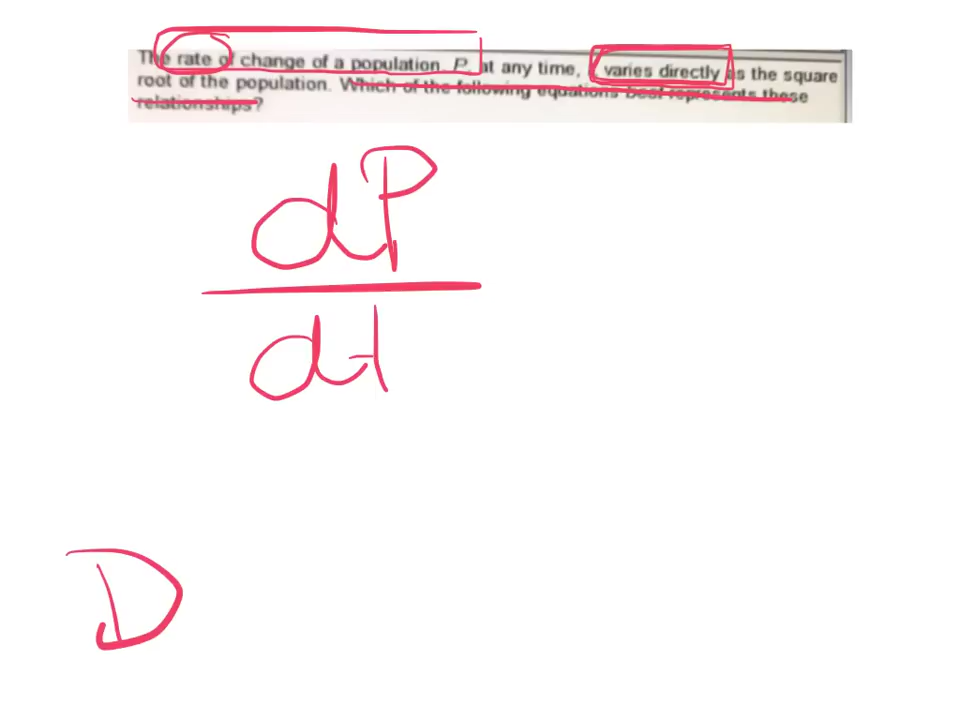 The rate of change of a population, P, at any time, varies directly as the square
root of the population. Which of the following equations best represents these
relationships?
dP
dt
D